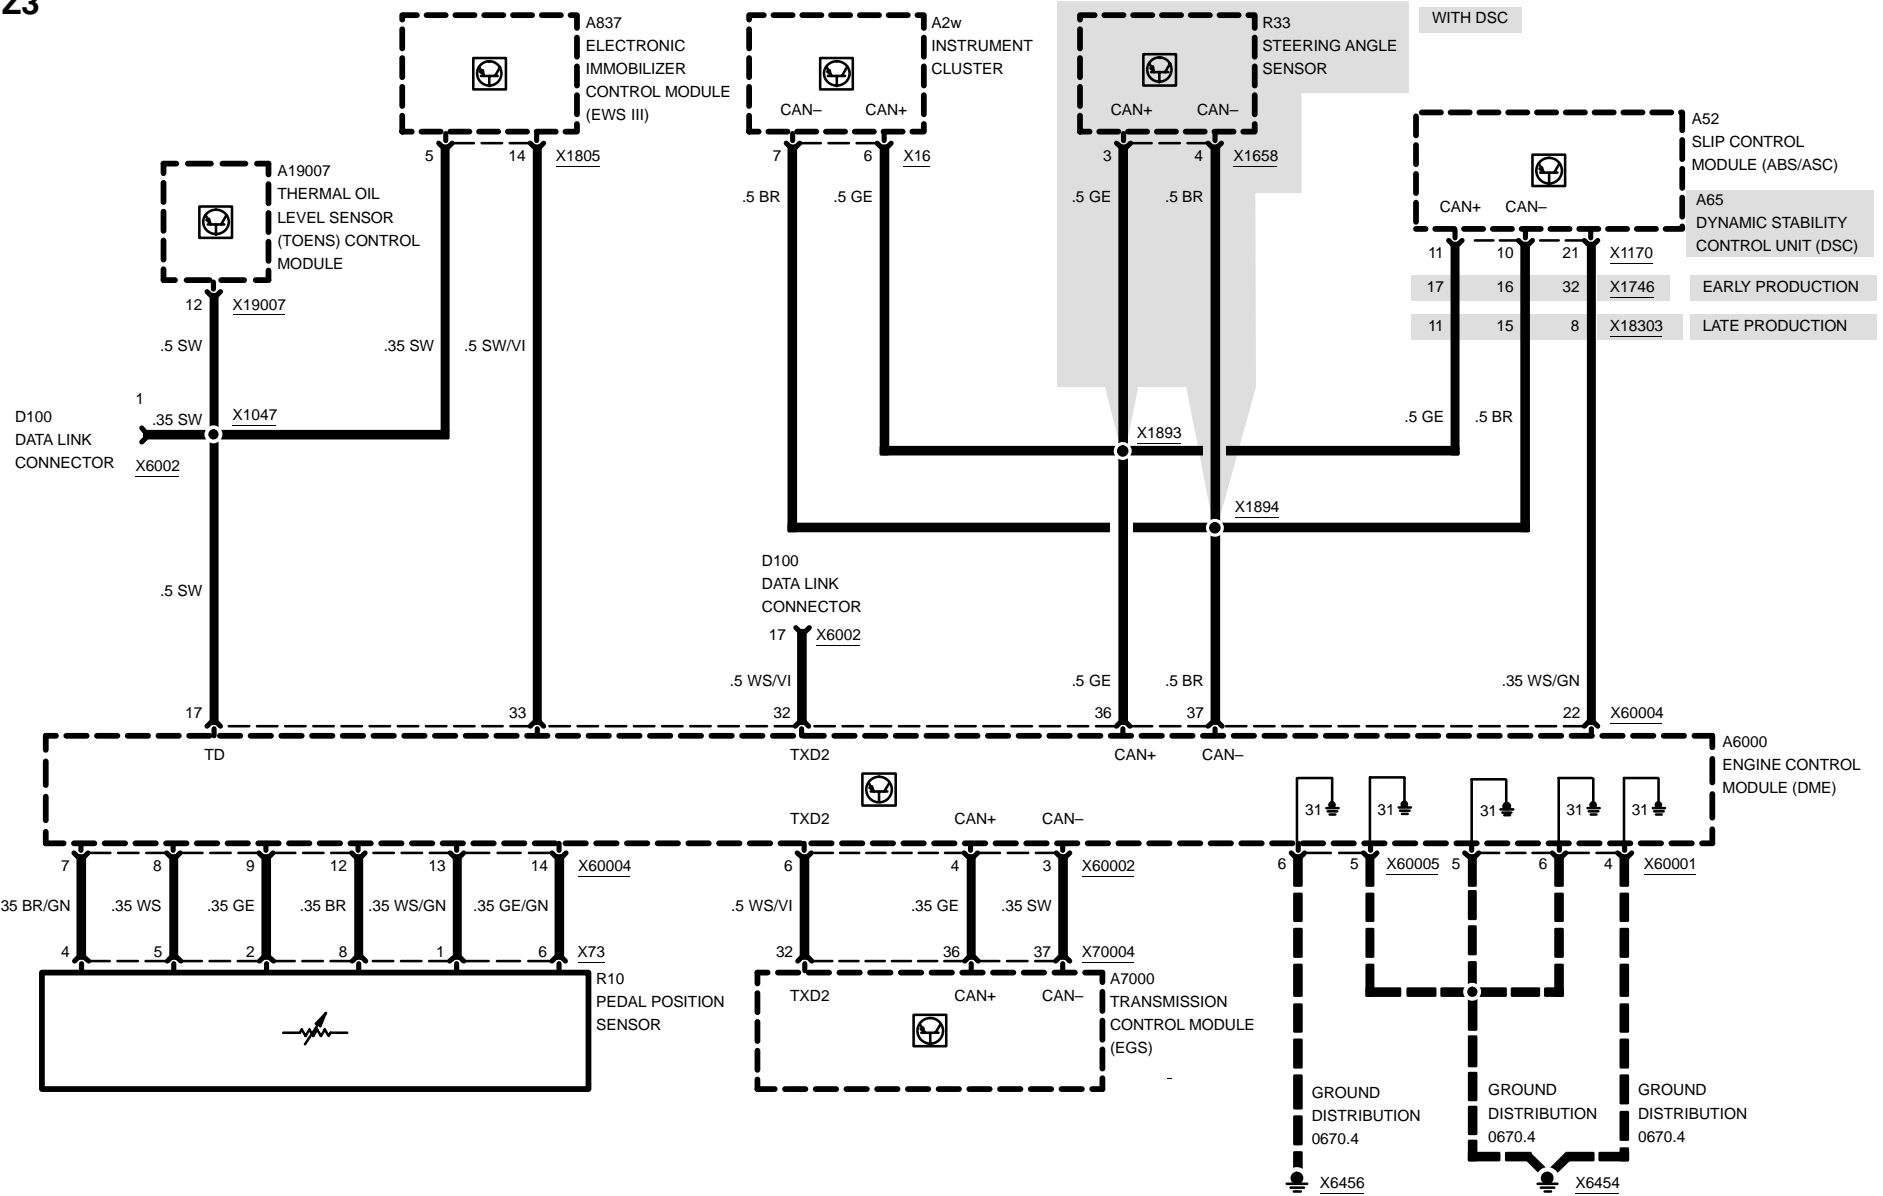 Z3
A837
ELECTRONIC
IMMOBILIZER
CONTROL MODULE
(EWS III)
5
14
X1805
A2w
INSTRUMENT
CLUSTER
CAN–
CAN+
7
6
X16
.5 BR
.5 GE
WITH DSC
R33
STEERING ANGLE
SENSOR
CAN+
CAN–
3
4
X1658
.5 GE
.5 BR
A52
SLIP CONTROL
MODULE (ABS/ASC)
A65
DYNAMIC STABILITY
CONTROL UNIT (DSC)
CAN+
CAN–
11
10
21
X1170
17
16
32
X1746
EARLY PRODUCTION
11
15
8
X18303
LATE PRODUCTION
A19007
THERMAL OIL
LEVEL SENSOR
(TOENS) CONTROL
MODULE
12
X19007
.5 SW
.35 SW
.5 SW/VI
1
.35 SW
X1047
D100
DATA LINK
CONNECTOR
X6002
.5 GE
.5 BR
X1893
X1894
.5 SW
D100
DATA LINK
CONNECTOR
17
X6002
.5 WS/VI
.5 GE
.5 BR
.35 WS/GN
17
33
32
36
37
22
X60004
TD
TXD2
CAN+
CAN–
A6000
ENGINE CONTROL
MODULE (DME)
TXD2
CAN+
CAN–
31
31
31
31
31
7
8
9
12
13
14
X60004
6
4
3
X60002
6
5
X60005
5
6
4
X60001
35 BR/GN
.35 WS
.35 GE
.35 BR
.35 WS/GN
.35 GE/GN
.5 WS/VI
.35 GE
.35 SW
4
5
2
8
1
6
X73
32
36
37
X70004
R10
PEDAL POSITION
SENSOR
TXD2
CAN+
CAN–
A7000
TRANSMISSION
CONTROL MODULE
(EGS)
GROUND
DISTRIBUTION
0670.4
GROUND
DISTRIBUTION
0670.4
GROUND
DISTRIBUTION
0670.4
X6456
X6454